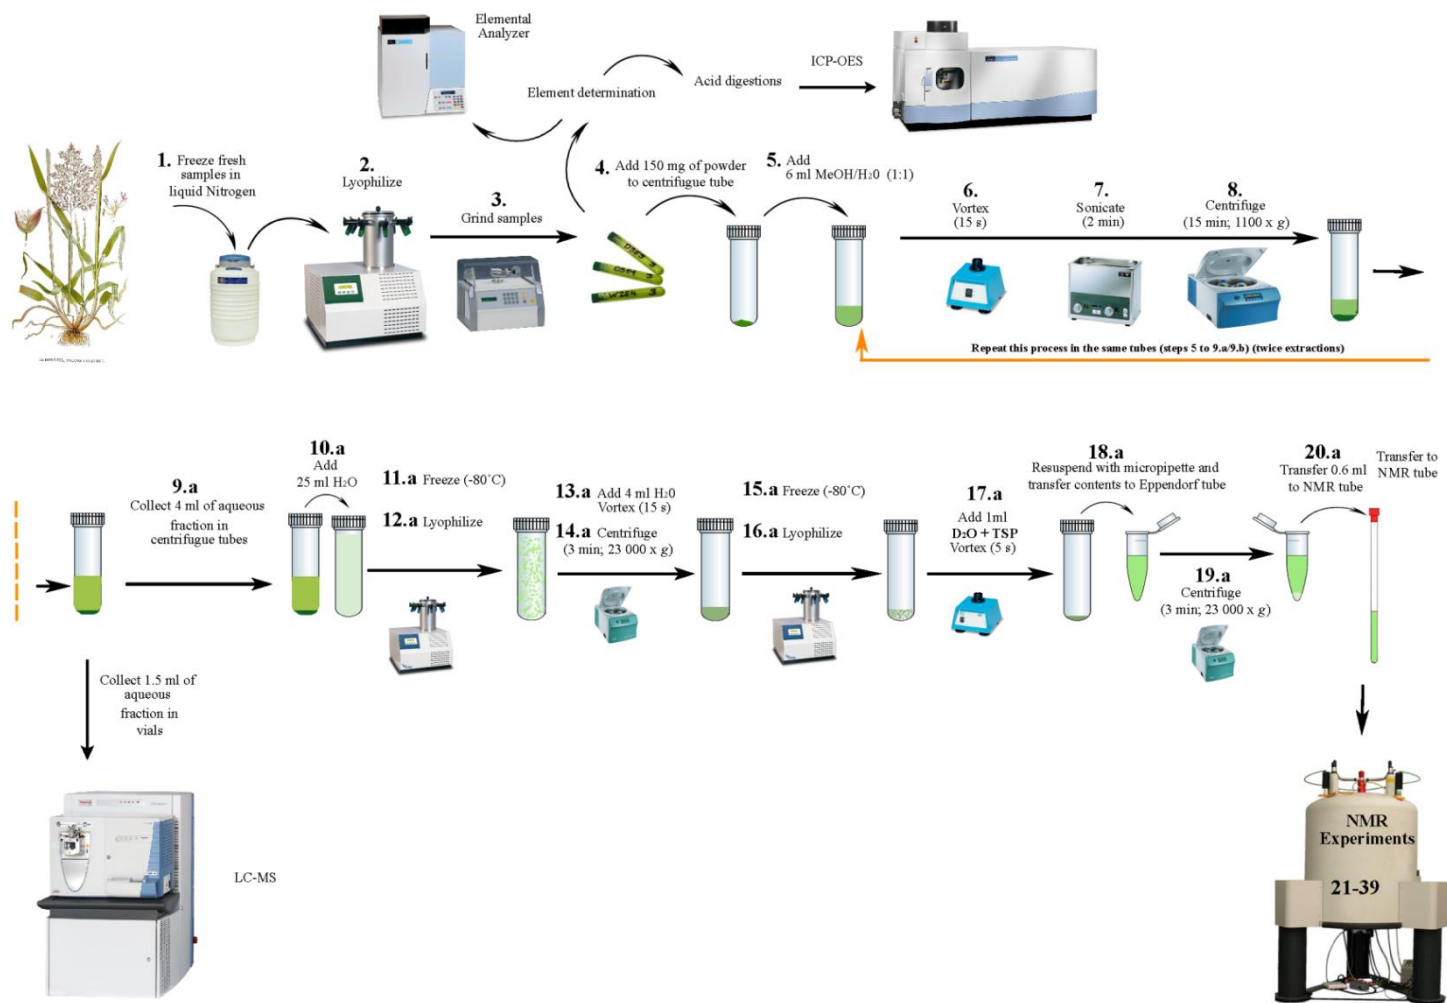 Elemental
Analyzer
Element determination
Acid digestions
ICP-OES
1. Freeze fresh
samples in
liquid Nitrogen
2.
Lyophilize
3.
Grind samples
4. Add 150 mg of powder
to centrifugue tube
5. Add
6 ml MeOH/H₂0 (1:1)
6.
Vortex
(15 s)
7.
Sonicate
(2 min)
8.
Centrifuge
(15 min; 1100 x g)
Repeat this process in the same tubes (steps 5 to 9.a/9.b) (twice extractions)
9.a
Collect 4 ml of aqueous
fraction in
centrifugue tubes
10.a
Add
25 ml H₂O
11.a Freeze (-80˚C)
12.a Lyophilize
13.a Add 4 ml H₂0
Vortex (15 s)
14.a Centrifuge
(3 min; 23 000 x g)
15.a Freeze (-80˚C)
16.a Lyophilize
17.a
Add 1ml
D₂O + TSP
Vortex (5 s)
18.a
Resuspend with micropipette and
transfer contents to Eppendorf tube
19.a
Centrifuge
(3 min; 23 000 x g)
20.a
Transfer 0.6 ml
to NMR tube
Transfer to
NMR tube
Collect 1.5 ml of
aqueous
fraction in
vials
LC-MS
NMR
Experiments
21-39